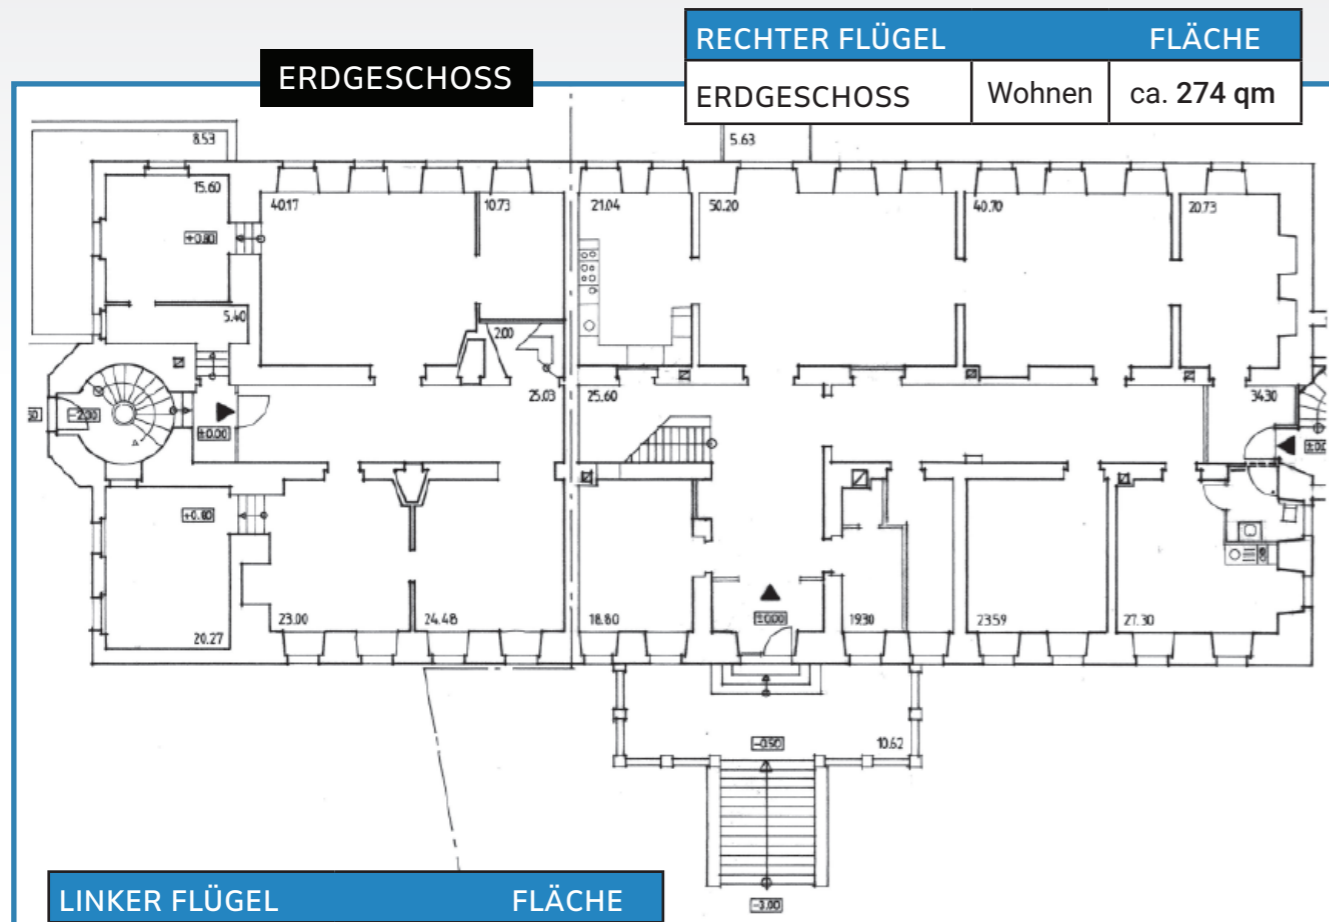 RECHTER FLÜGEL FLÄCHE
ERDGESCHOSS
ERDGESCHOSS Wohnen ca. 274 qm
8.53 5.63
15.60 40.17 10.73 21.04 50.20 40.70 20.73
+0.80
5.40 2.00
25.03 25.60 34.30
-2.00
±0.00
+0.80
±0.00
20.27 23.00 24.48 18.80 19.30 23.59 27.30
-0.50 10.62
-3.00
LINKER FLÜGEL FLÄCHE